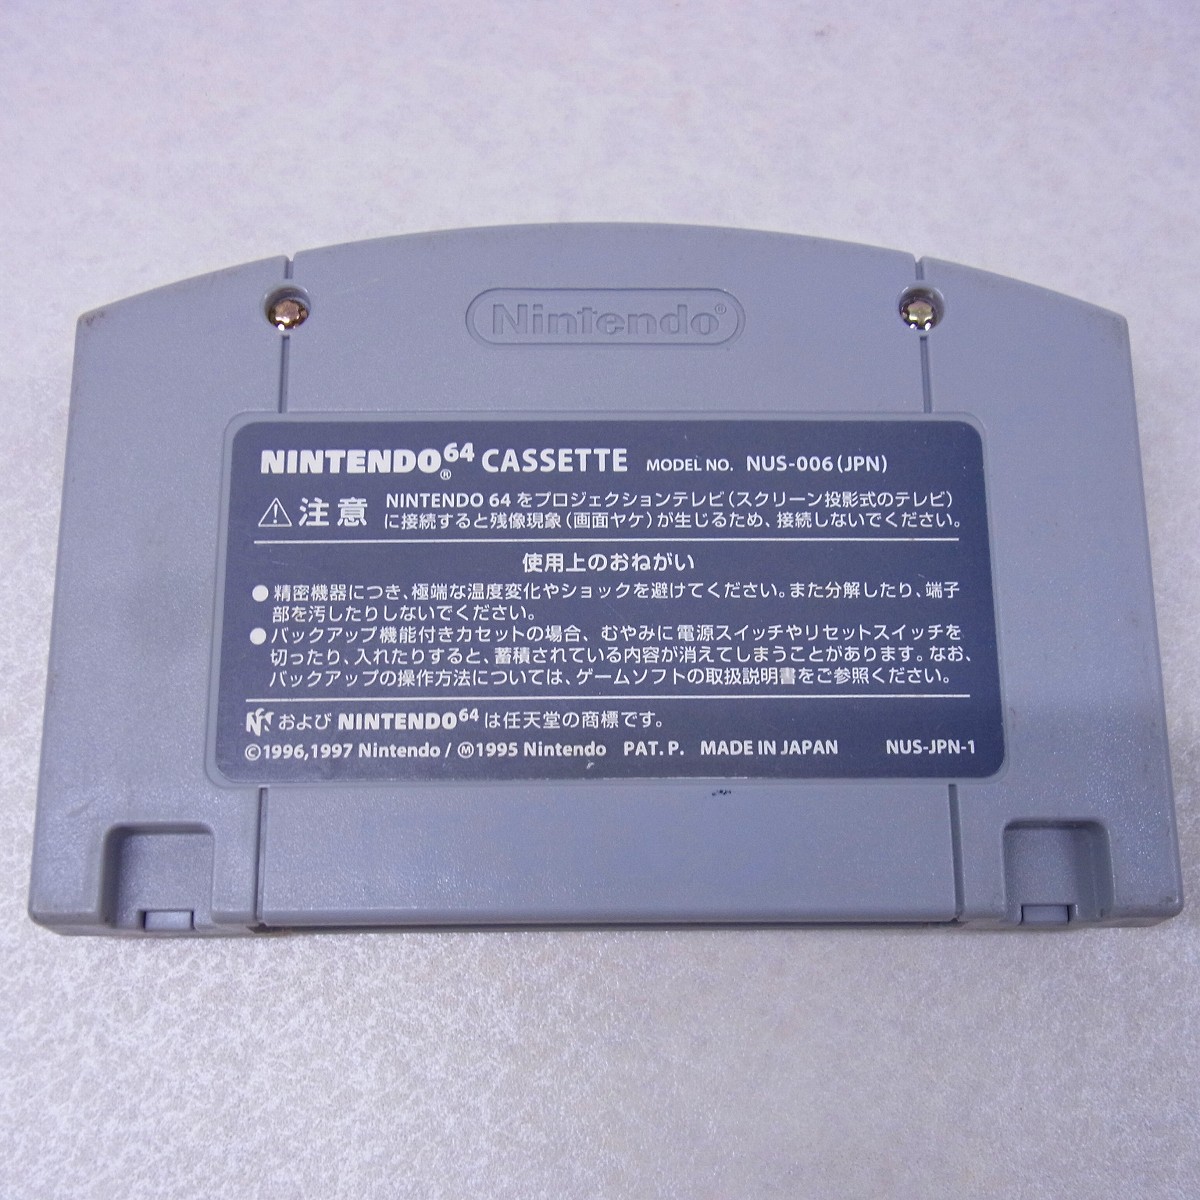 Nintendo®
NINTENDO64® CASSETTE MODEL NO. NUS-006(JPN)
注意 NINTENDO 64 をプロジェクションテレビ(スクリーン投影式のテレビ)
に接続すると残像現象(画面ヤケ)が生じるため、接続しないでください。
使用上のおねがい
●精密機器につき、極端な温度変化やショックを避けてください。また分解したり、端子
部を汚したりしないでください。
●バックアップ機能付きカセットの場合、むやみに電源スイッチやリセットスイッチを
切ったり、入れたりすると、蓄積されている内容が消えてしまうことがあります。なお、
バックアップの操作方法については、ゲームソフトの取扱説明書をご参照ください。
および NINTENDO64 は任天堂の商標です。
©1996,1997 Nintendo / Ⓜ1995 Nintendo PAT. P. MADE IN JAPAN NUS-JPN-1